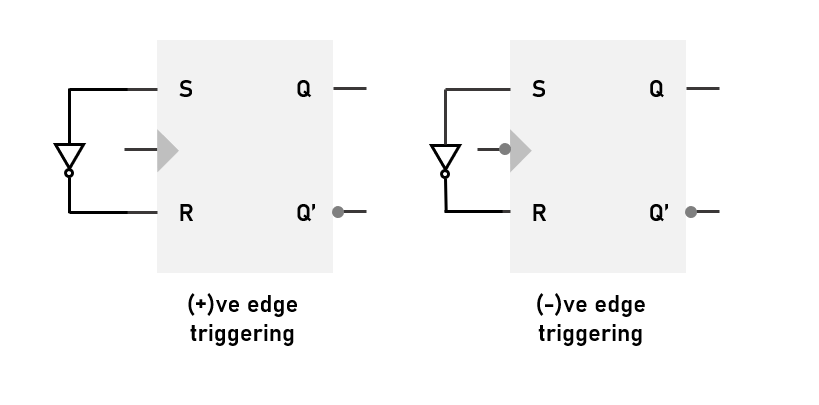 S Q
R Q’
(+)ve edge
triggering
S Q
R Q’
(-)ve edge
triggering